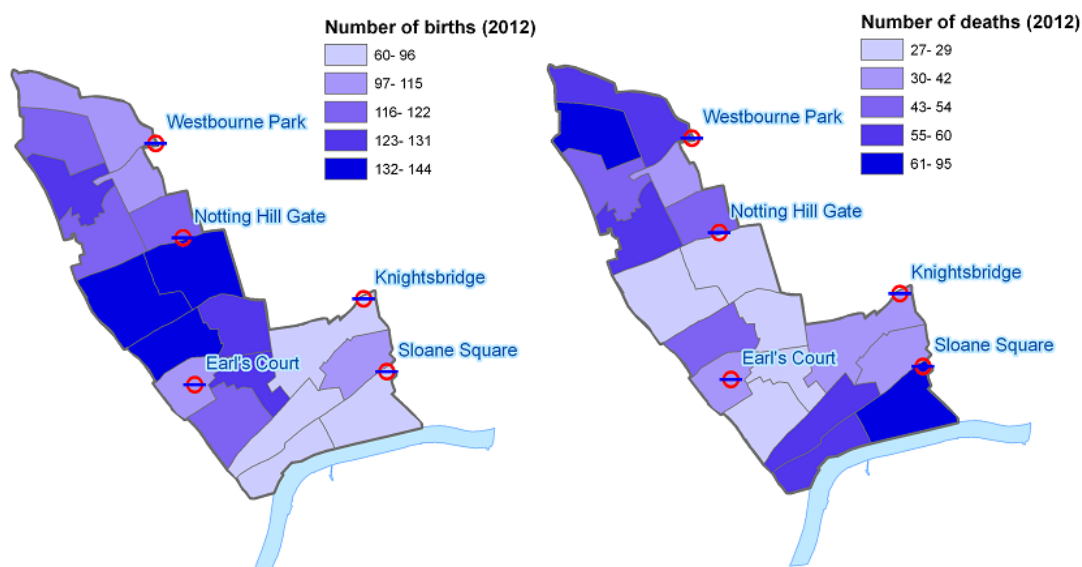 Number of births (2012)
60- 96
97- 115
116- 122
123- 131
132- 144
Westbourne Park
Notting Hill Gate
Knightsbridge
Sloane Square
Earl's Court
Number of deaths (2012)
27- 29
30- 42
43- 54
55- 60
61- 95
Westbourne Park
Notting Hill Gate
Knightsbridge
Sloane Square
Earl's Court